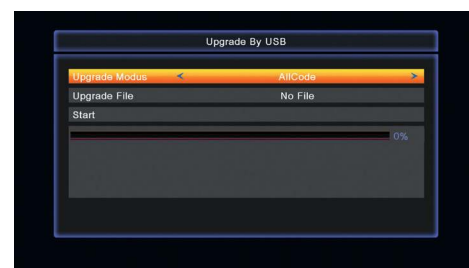 Upgrade By USB
Upgrade Modus < AllCode >
Upgrade File No File
Start
0%